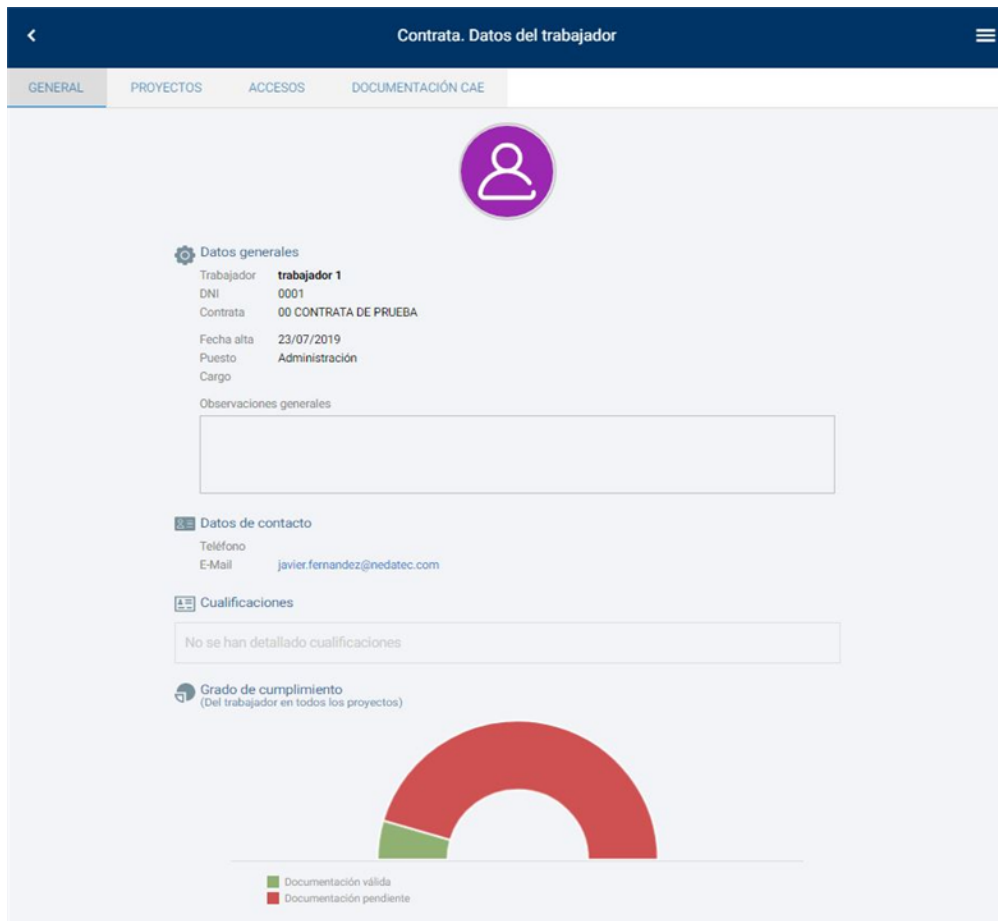 Contrata. Datos del trabajador
GENERAL PROYECTOS ACCESOS DOCUMENTACIÓN CAE
Datos generales
Trabajador trabajador 1
DNI 0001
Contrata 00 CONTRATA DE PRUEBA
Fecha alta 23/07/2019
Puesto Administración
Cargo
Observaciones generales
Datos de contacto
Teléfono
E-Mail javier.fernandez@nedatec.com
Cualificaciones
No se han detallado cualificaciones
Grado de cumplimiento
(Del trabajador en todos los proyectos)
Documentación válida
Documentación pendiente